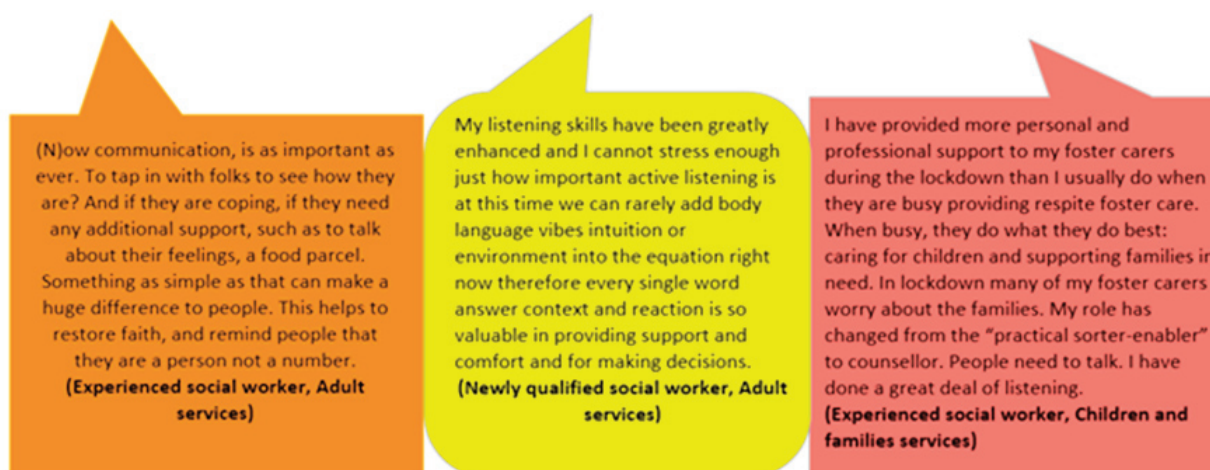 (N)ow communication, is as important as
ever. To tap in with folks to see how they
are? And if they are coping, if they need
any additional support, such as to talk
about their feelings, a food parcel.
Something as simple as that can make a
huge difference to people. This helps to
restore faith, and remind people that
they are a person not a number.
(Experienced social worker, Adult
services)
My listening skills have been greatly
enhanced and I cannot stress enough
just how important active listening is
at this time we can rarely add body
language vibes intuition or
environment into the equation right
now therefore every single word
answer context and reaction is so
valuable in providing support and
comfort and for making decisions.
(Newly qualified social worker, Adult
services)
I have provided more personal and
professional support to my foster carers
during the lockdown than I usually do when
they are busy providing respite foster care.
When busy, they do what they do best:
caring for children and supporting families in
need. In lockdown many of my foster carers
worry about the families. My role has
changed from the “practical sorter-enabler”
to counsellor. People need to talk. I have
done a great deal of listening.
(Experienced social worker, Children and
families services)